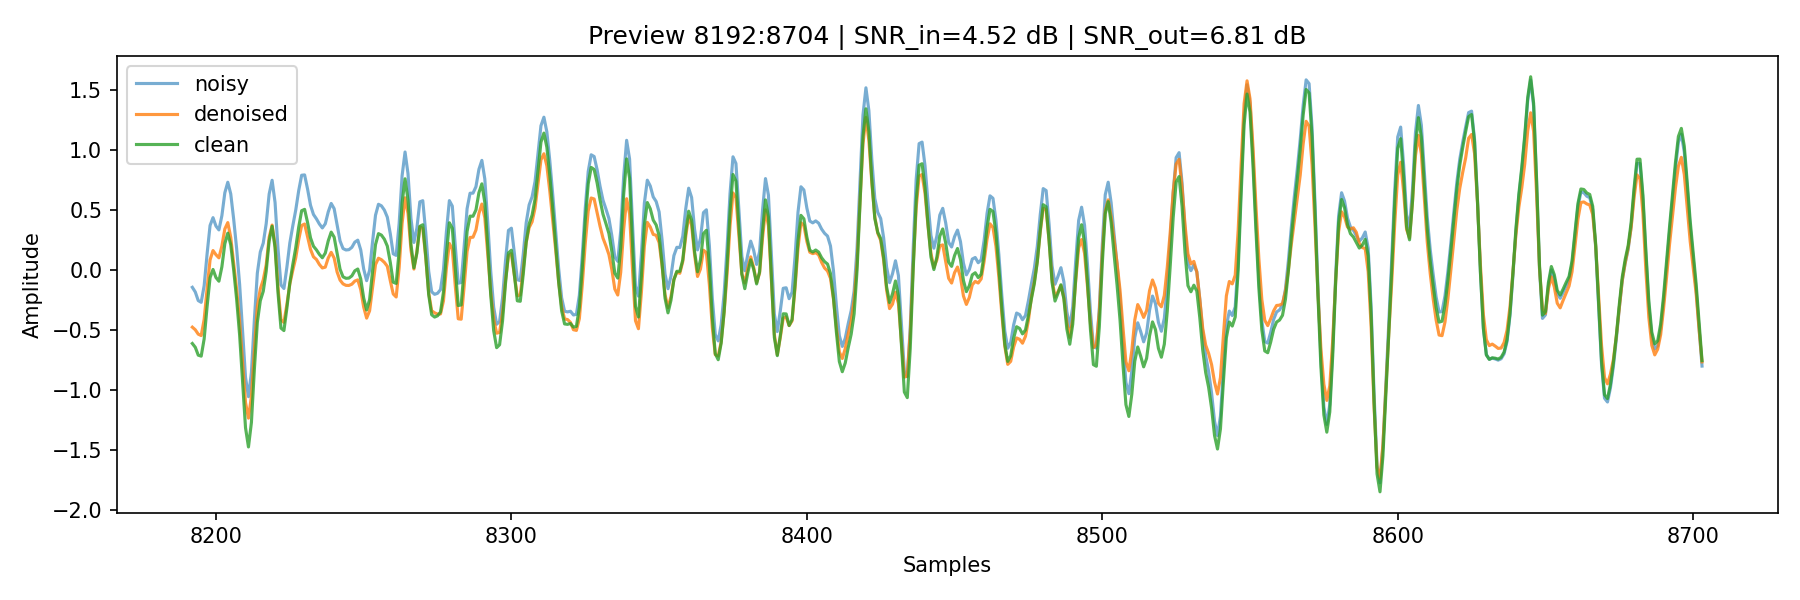 Preview 8192:8704 | SNR_in=4.52 dB | SNR_out=6.81 dB
noisy
denoised
clean
Amplitude
1.5
1.0
0.5
0.0
−0.5
−1.0
−1.5
−2.0
8200 8300 8400 8500 8600 8700
Samples